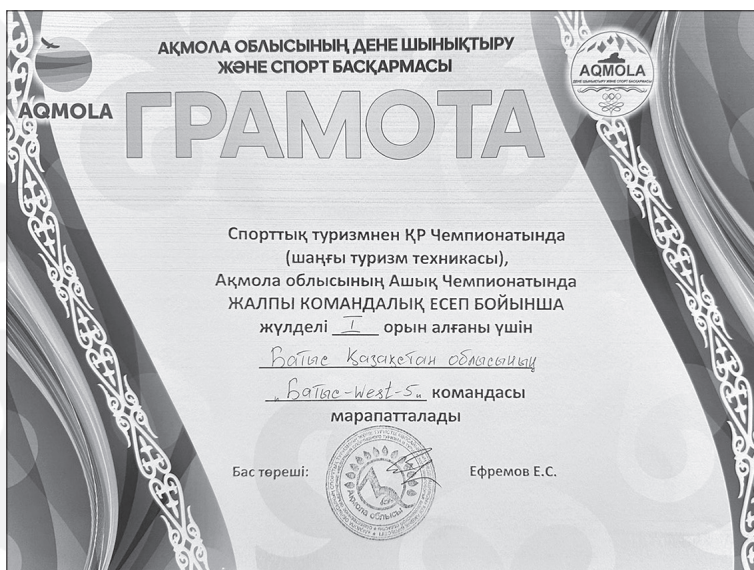 АҚМОЛА ОБЛЫСЫНЫҢ ДЕНЕ ШЫНЫҚТЫРУ
ЖӘНЕ СПОРТ БАСҚАРМАСЫ
AQMOLA
AQMOLA
ГРАМОТА
Спорттық туризмнен ҚР Чемпионатында
(шаңғы туризм техникасы),
Ақмола облысының Ашық Чемпионатында
ЖАЛПЫ КОМАНДАЛЫҚ ЕСЕП БОЙЫНША
жүлделі I орын алғаны үшін
Батыс Қазақстан облысының
„Батыс-West-5„ командасы
марапатталады
Бас төреші: Ефремов Е.С.
Ақмола облысы